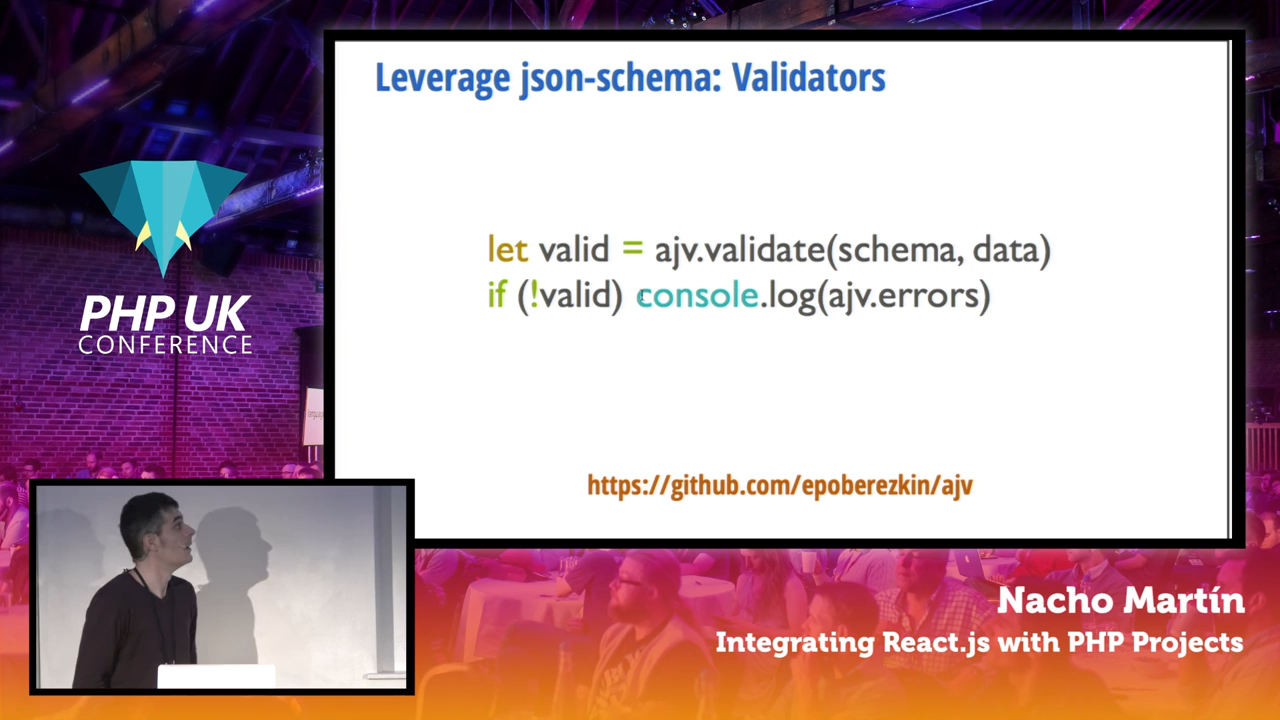 Leverage json-schema: Validators
let valid = ajv.validate(schema, data)
if (!valid) console.log(ajv.errors)
https://github.com/epoberezkin/ajv
PHP UK
CONFERENCE
Nacho Martín
Integrating React.js with PHP Projects